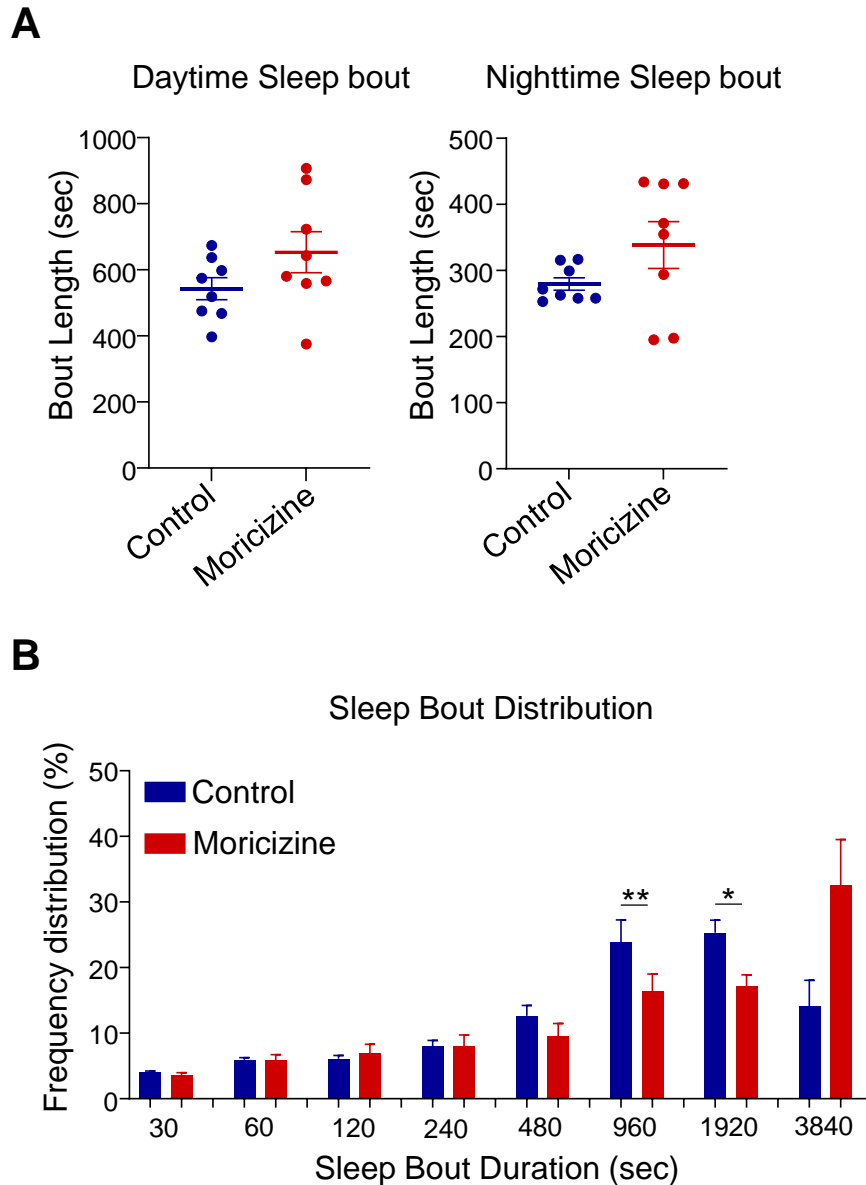 A
Daytime Sleep bout
Nighttime Sleep bout
Bout Length (sec)
1000
800
600
400
200
0
Control
Moricizine
Bout Length (sec)
500
400
300
200
100
0
Control
Moricizine
B
Sleep Bout Distribution
Frequency distribution (%)
50
40
30
20
10
0
Control
Moricizine
**
*
30 60 120 240 480 960 1920 3840
Sleep Bout Duration (sec)